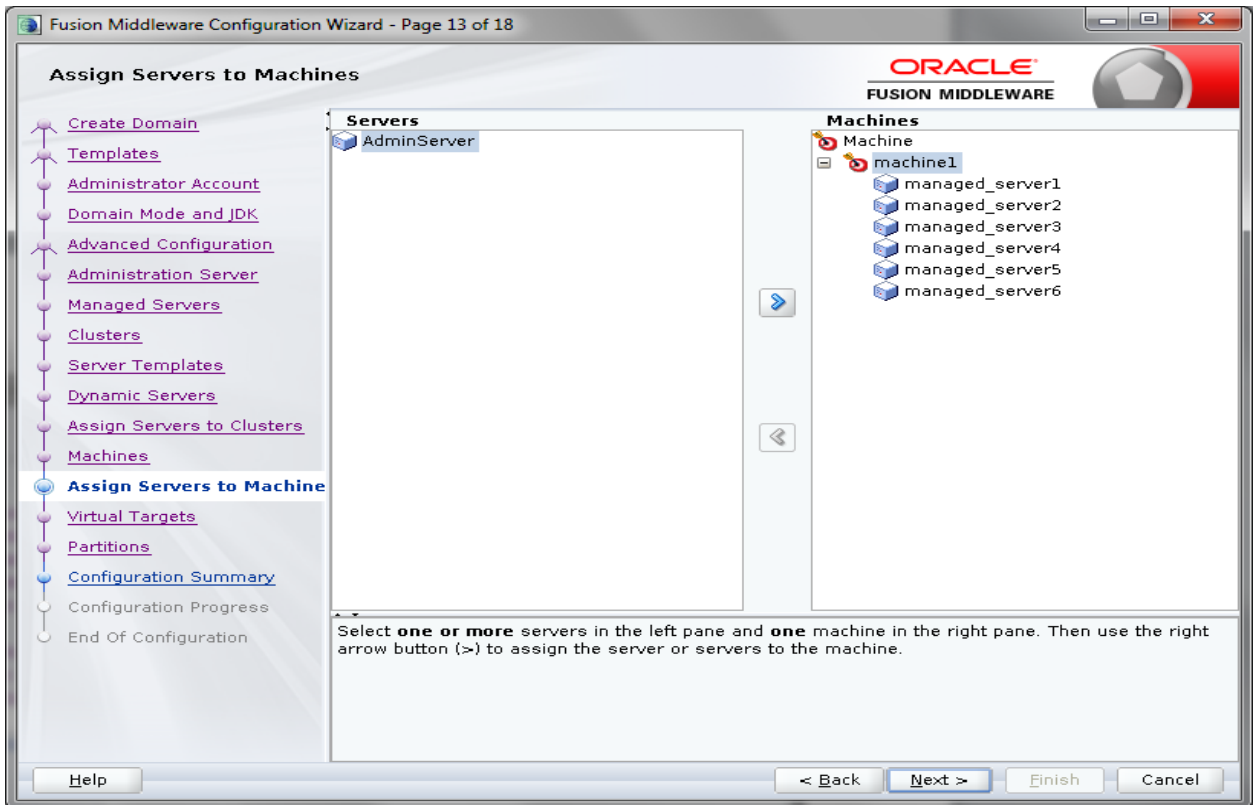 Fusion Middleware Configuration Wizard - Page 13 of 18
Assign Servers to Machines
ORACLE
FUSION MIDDLEWARE
Create Domain
Templates
Administrator Account
Domain Mode and JDK
Advanced Configuration
Administration Server
Managed Servers
Clusters
Server Templates
Dynamic Servers
Assign Servers to Clusters
Machines
Assign Servers to Machine
Virtual Targets
Partitions
Configuration Summary
Configuration Progress
End Of Configuration
Servers
AdminServer
Machines
Machine
machine1
managed_server1
managed_server2
managed_server3
managed_server4
managed_server5
managed_server6
Select one or more servers in the left pane and one machine in the right pane. Then use the right
arrow button (>) to assign the server or servers to the machine.
Help
< Back
Next >
Finish
Cancel